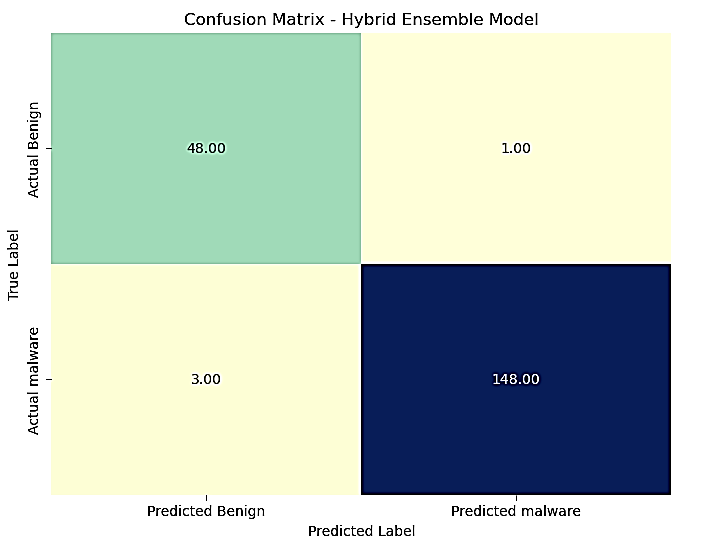 Confusion Matrix - Hybrid Ensemble Model
True Label
Actual Benign
48.00
1.00
Actual malware
3.00
148.00
Predicted Benign
Predicted malware
Predicted Label